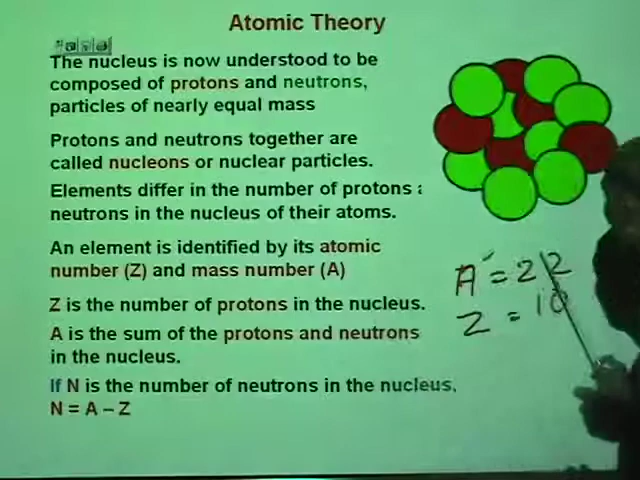 Atomic Theory
The nucleus is now understood to be
composed of protons and neutrons,
particles of nearly equal mass
Protons and neutrons together are
called nucleons or nuclear particles.
Elements differ in the number of protons
neutrons in the nucleus of their atoms.
An element is identified by its atomic
number (Z) and mass number (A)
Z is the number of protons in the nucleus.
A is the sum of the protons and neutrons
in the nucleus.
If N is the number of neutrons in the nucleus,
N = A – Z
A = 22
Z = 10